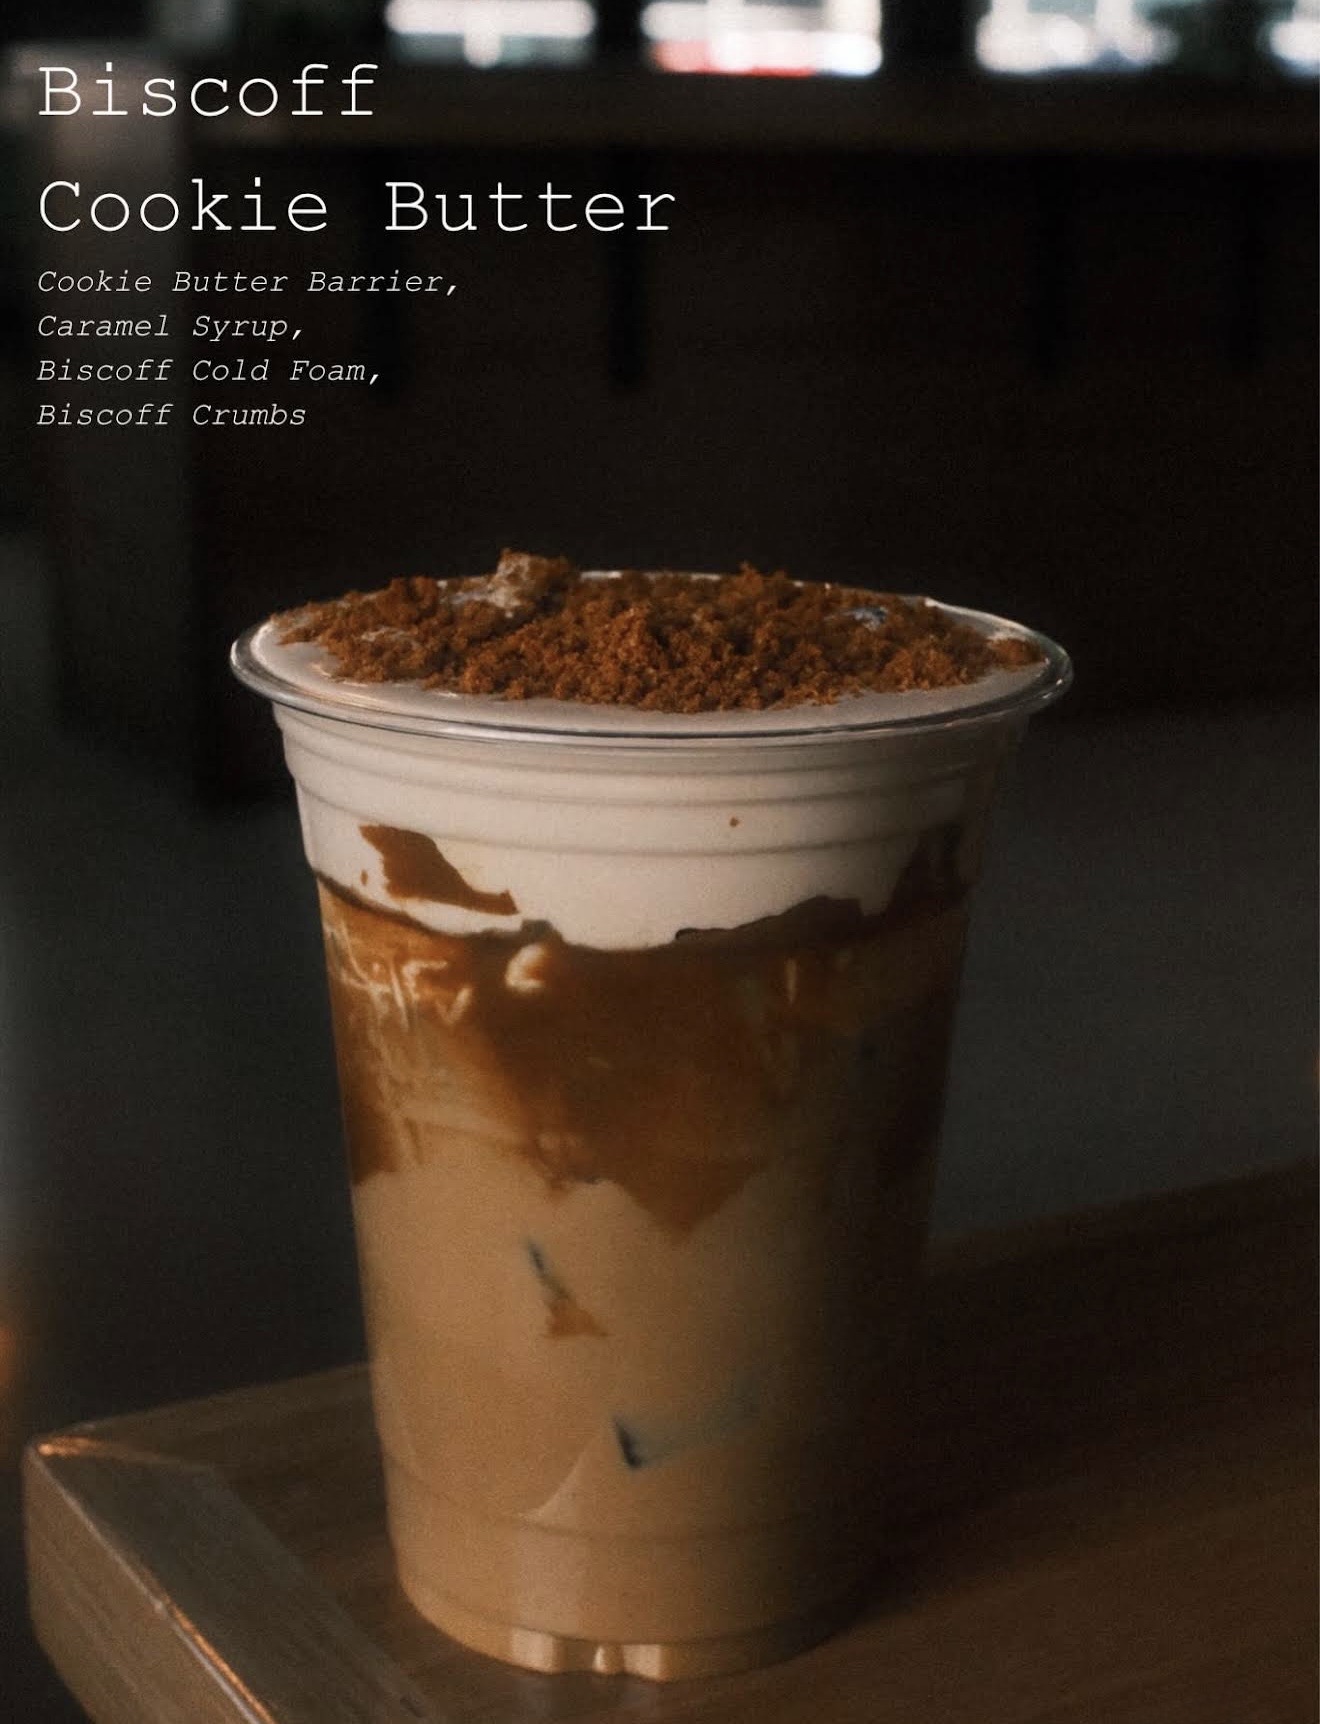 Biscoff
Cookie Butter
Cookie Butter Barrier,
Caramel Syrup,
Biscoff Cold Foam,
Biscoff Crumbs